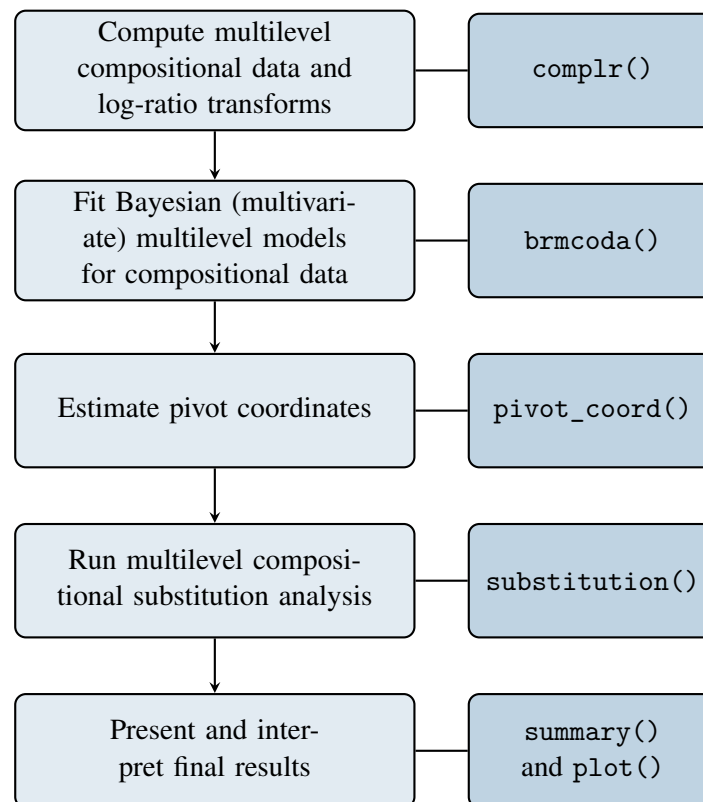 Compute multilevel
compositional data and
log-ratio transforms
complr()
Fit Bayesian (multivari-
ate) multilevel models
for compositional data
brmcoda()
Estimate pivot coordinates
pivot_coord()
Run multilevel composi-
tional substitution analysis
substitution()
Present and inter-
pret final results
summary()
and plot()